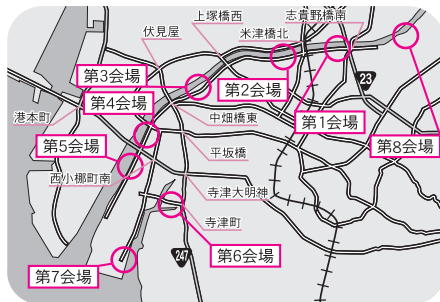 志貴野橋南
上塚橋西
米津橋北
伏見屋
第3会場
第2会場
23
第4会場
第1会場
港本町
中畑橋東
第8会場
第5会場
平坂橋
西小梛町南
寺津大明神
寺津町
第6会場
247
第7会場